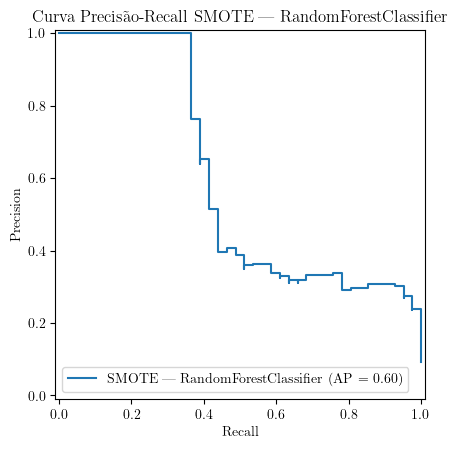 Curva Precisão-Recall SMOTE — RandomForestClassifier
1.0
0.8
0.6
0.4
0.2
0.0
Precision
SMOTE — RandomForestClassifier (AP = 0.60)
0.0 0.2 0.4 0.6 0.8 1.0
Recall